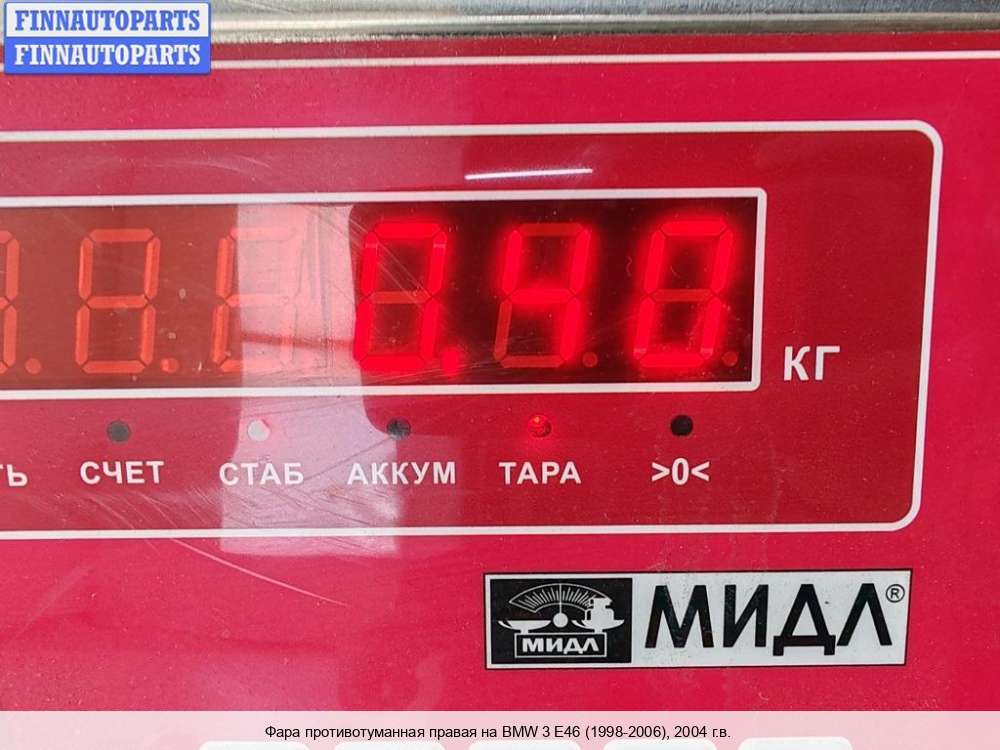 FINNAUTOPARTS
FINNAUTOPARTS
0.40
КГ
СЧЕТ СТАБ АККУМ ТАРА >0<
МИДЛ МИДЛ®
Фара противотуманная правая на BMW 3 E46 (1998-2006), 2004 г.в.